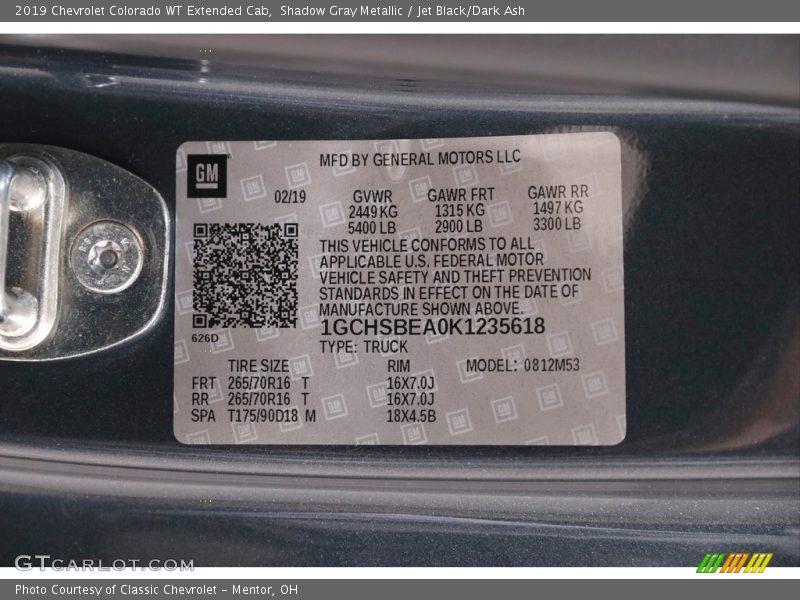 2019 Chevrolet Colorado WT Extended Cab, Shadow Gray Metallic / Jet Black/Dark Ash
GM
MFD BY GENERAL MOTORS LLC
02/19 GVWR GAWR FRT GAWR RR
2449 KG 1315 KG 1497 KG
5400 LB 2900 LB 3300 LB
THIS VEHICLE CONFORMS TO ALL
APPLICABLE U.S. FEDERAL MOTOR
VEHICLE SAFETY AND THEFT PREVENTION
STANDARDS IN EFFECT ON THE DATE OF
MANUFACTURE SHOWN ABOVE.
1GCHSBEA0K1235618
626D
TYPE: TRUCK
TIRE SIZE RIM MODEL: 0812M53
FRT 265/70R16 T 16X7.0J
RR 265/70R16 T 16X7.0J
SPA T175/90D18 M 18X4.5B
GTCARLOT.COM
Photo Courtesy of Classic Chevrolet - Mentor, OH